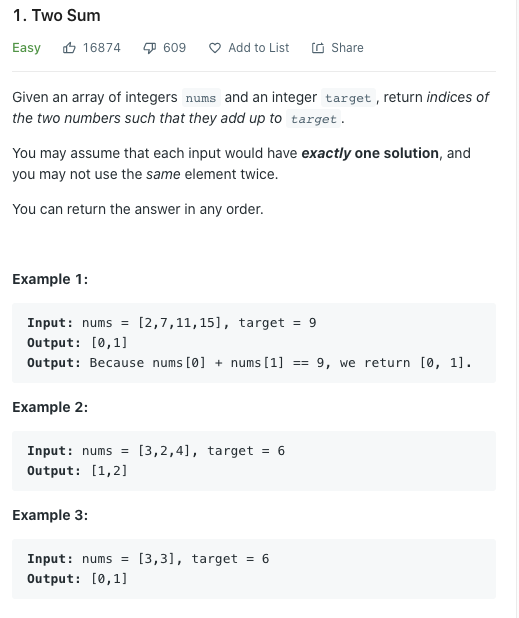 1. Two Sum
Easy 16874 609 Add to List Share
Given an array of integers nums and an integer target , return indices of
the two numbers such that they add up to target .
You may assume that each input would have exactly one solution, and
you may not use the same element twice.
You can return the answer in any order.
Example 1:
Input: nums = [2,7,11,15], target = 9
Output: [0,1]
Output: Because nums[0] + nums[1] == 9, we return [0, 1].
Example 2:
Input: nums = [3,2,4], target = 6
Output: [1,2]
Example 3:
Input: nums = [3,3], target = 6
Output: [0,1]